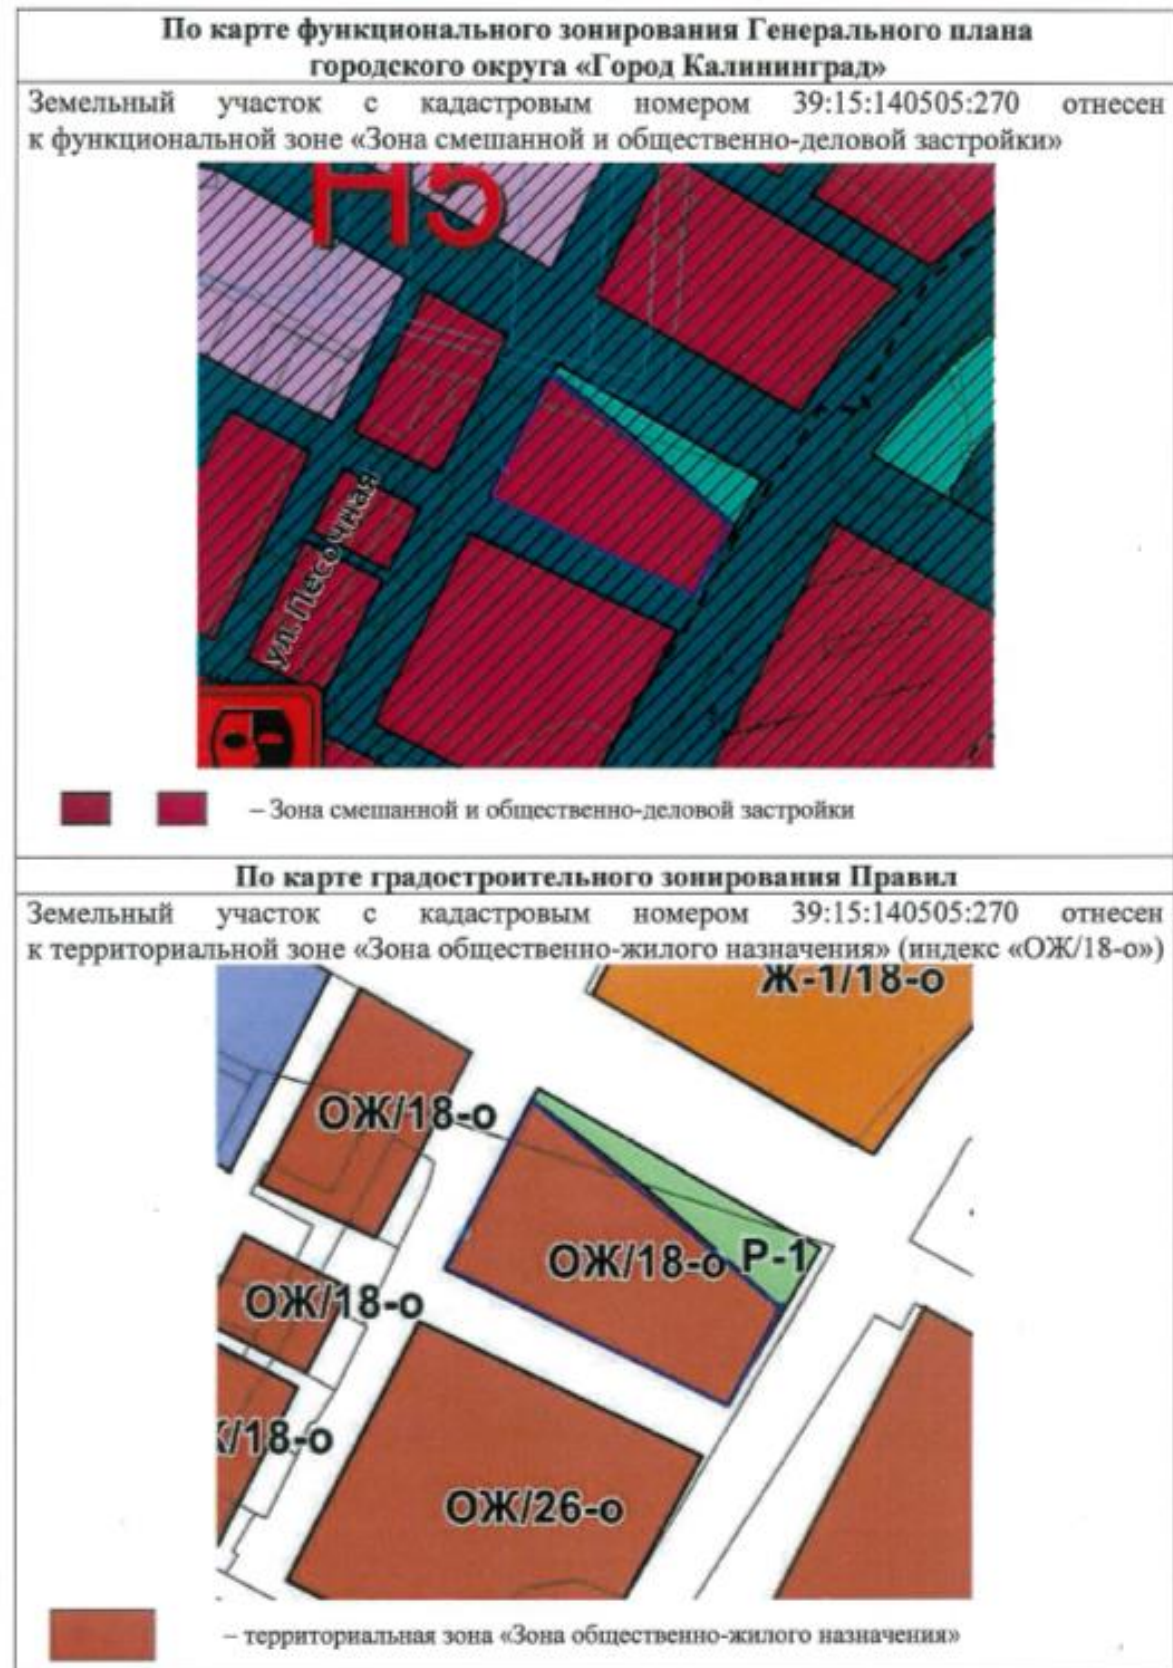 По карте функционального зонирования Генерального плана
городского округа «Город Калининград»
Земельный участок с кадастровым номером 39:15:140505:270 отнесен
к функциональной зоне «Зона смешанной и общественно-деловой застройки»
Н5
ул. Песочная
– Зона смешанной и общественно-деловой застройки
По карте градостроительного зонирования Правил
Земельный участок с кадастровым номером 39:15:140505:270 отнесен
к территориальной зоне «Зона общественно-жилого назначения» (индекс «ОЖ/18-о»)
Ж-1/18-о
ОЖ/18-о
ОЖ/18-о Р-1
ОЖ/18-о
Ж/18-о
ОЖ/26-о
– территориальная зона «Зона общественно-жилого назначения»